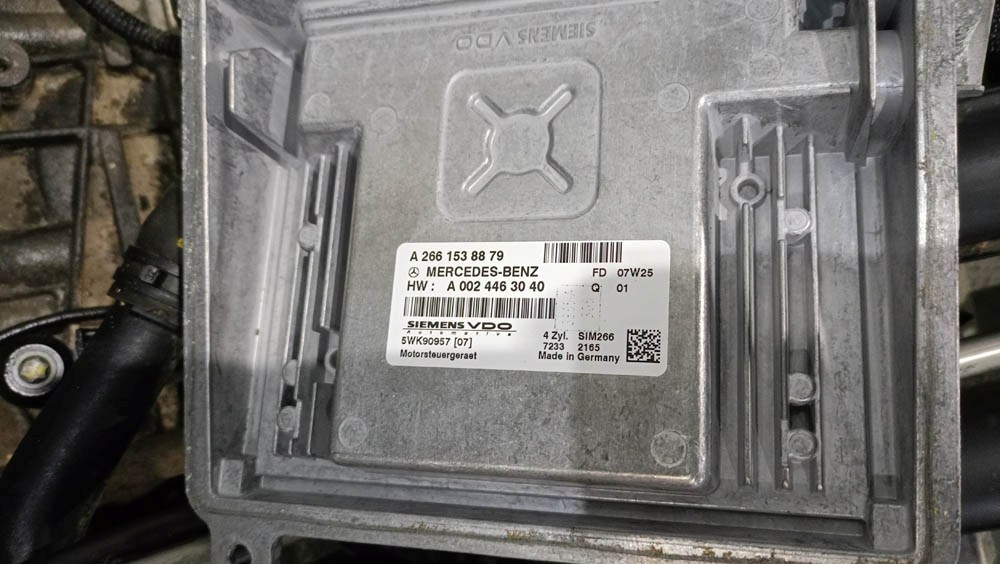 SIEMENS VDO
A 266 153 88 79
MERCEDES-BENZ
HW : A 002 446 30 40
FD 07W25
Q 01
SIEMENS VDO
Automotive
5WK90957 [07]
Motorsteuergeraet
4 Zyl. SIM266
7233 2165
Made in Germany